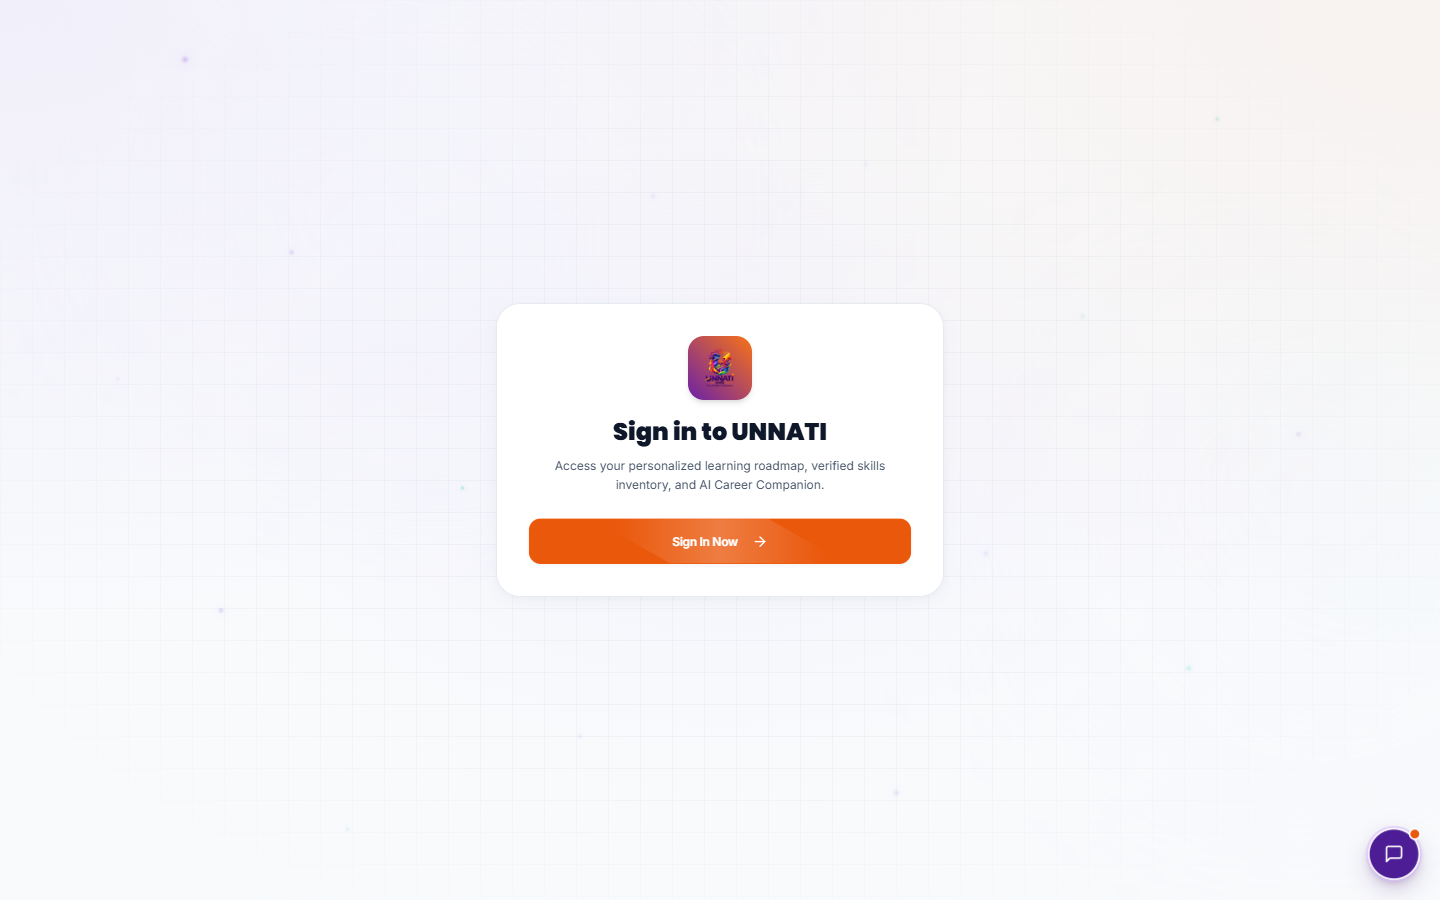 UNNATI
Sign in to UNNATI
Access your personalized learning roadmap, verified skills
inventory, and AI Career Companion.
Sign In Now